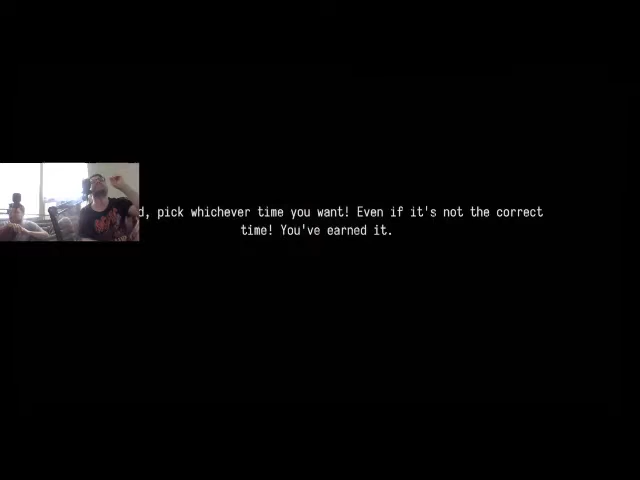 d, pick whichever time you want! Even if it's not the correct
time! You've earned it.